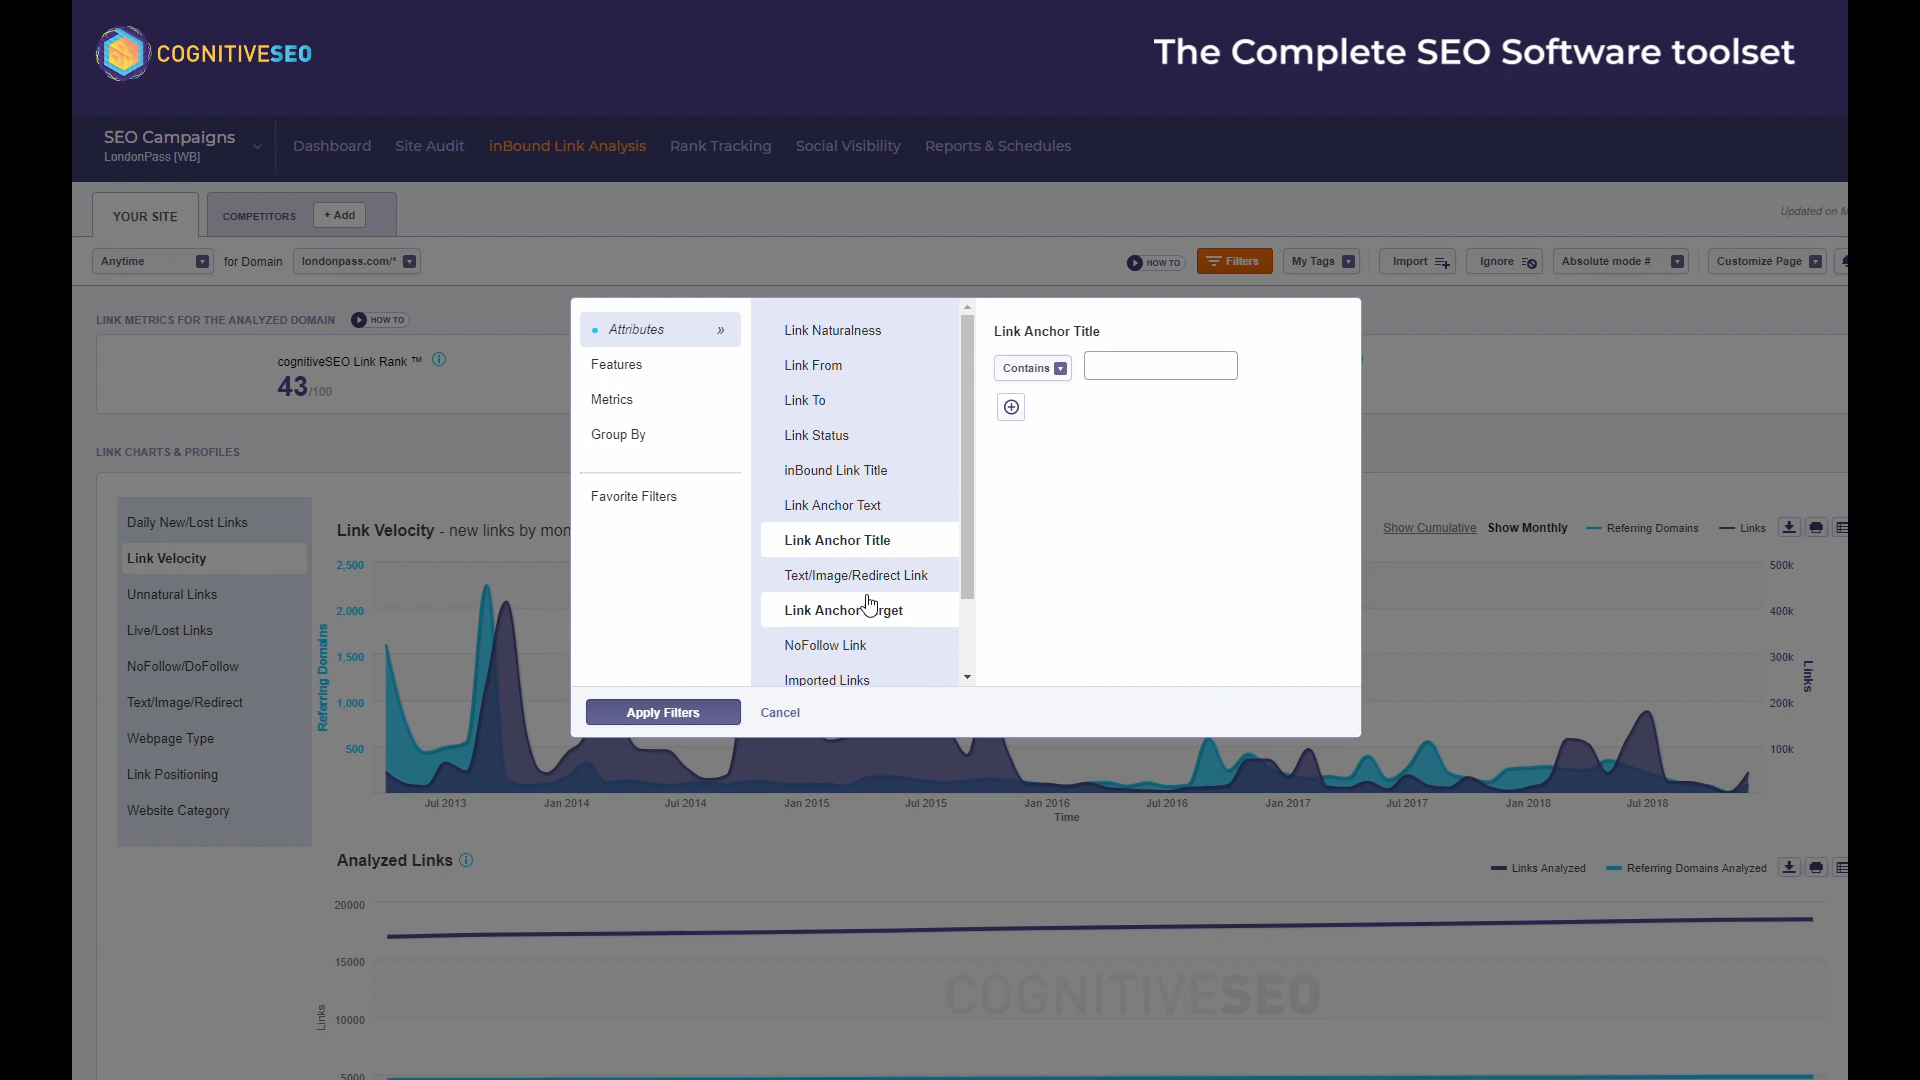 COGNITIVESEO
The Complete SEO Software toolset
SEO Campaigns
LondonPass [WB]
Dashboard
Site Audit
inBound Link Analysis
Rank Tracking
Social Visibility
Reports & Schedules
YOUR SITE
COMPETITORS
+ Add
Updated on
Anytime
for Domain
londonpass.com/*
HOW TO
Filters
My Tags
Import
Ignore
Absolute mode #
Customize Page
LINK METRICS FOR THE ANALYZED DOMAIN
HOW TO
cognitiveSEO Link Rank ™
43/100
LINK CHARTS & PROFILES
Daily New/Lost Links
Link Velocity
Unnatural Links
Live/Lost Links
NoFollow/DoFollow
Text/Image/Redirect
Webpage Type
Link Positioning
Website Category
Attributes »
Features
Metrics
Group By
Favorite Filters
Link Naturalness
Link From
Link To
Link Status
inBound Link Title
Link Anchor Text
Link Anchor Title
Text/Image/Redirect Link
Link Anchor
NoFollow Link
Imported Links
Link Anchor Title
Contains
Apply Filters
Cancel
Link Velocity - new links by
Show Cumulative
Show Monthly
Referring Domains
Links
2,500
2,000
1,500
1,000
500
Referring Domains
500k
400k
300k
200k
100k
Links
Jul 2013
Jan 2014
Jul 2014
Jan 2015
Jul 2015
Jan 2016
Jul 2016
Jan 2017
Jul 2017
Jan 2018
Jul 2018
Time
Analyzed Links
Links Analyzed
Referring Domains Analyzed
20000
15000
10000
5000
Links
COGNITIVESEO